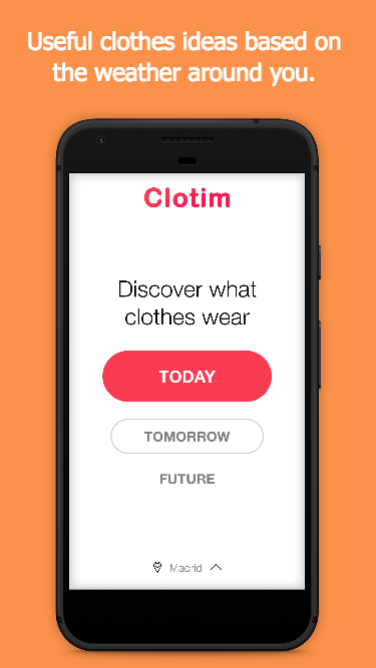 Useful clothes ideas based on
the weather around you.
Clotim
Discover what
clothes wear
TODAY
TOMORROW
FUTURE
Madrid